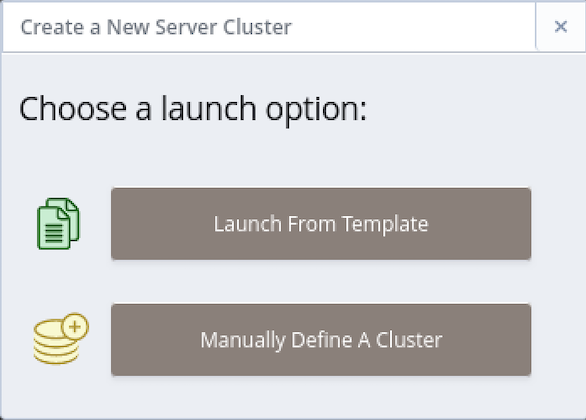 Create a New Server Cluster
Choose a launch option:
Launch From Template
Manually Define A Cluster